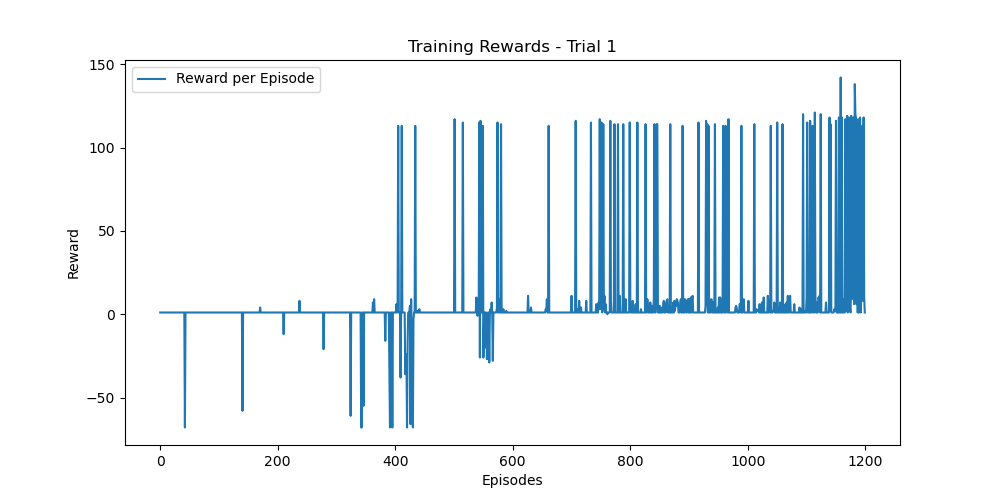 Training Rewards - Trial 1
Reward per Episode
150
100
50
0
−50
Reward
0 200 400 600 800 1000 1200
Episodes